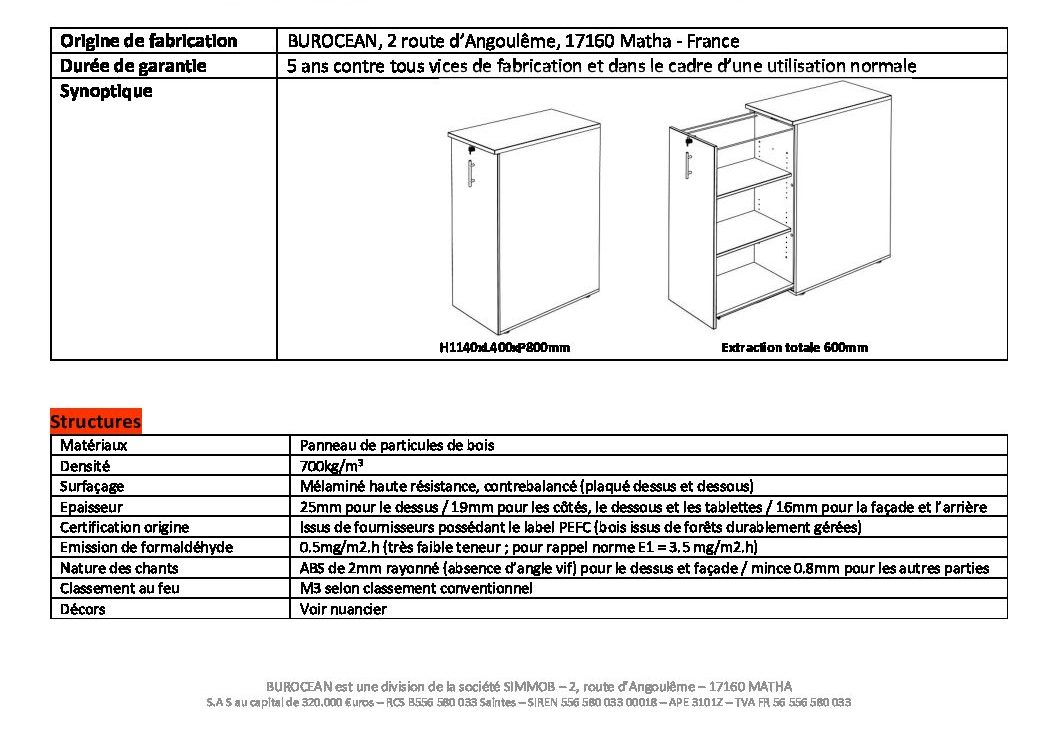 Origine de fabrication BUROCEAN, 2 route d'Angoulême, 17160 Matha - France
Durée de garantie 5 ans contre tous vices de fabrication et dans le cadre d'une utilisation normale
Synoptique
H1140xL400xP800mm Extraction totale 600mm
Structures
Matériaux Panneau de particules de bois
Densité 700kg/m³
Surfaçage Mélaminé haute résistance, contrebalancé (plaqué dessus et dessous)
Epaisseur 25mm pour le dessus / 19mm pour les côtés, le dessous et les tablettes / 16mm pour la façade et l'arrière
Certification origine Issus de fournisseurs possédant le label PEFC (bois issus de forêts durablement gérées)
Emission de formaldéhyde 0.5mg/m2.h (très faible teneur ; pour rappel norme E1 = 3.5 mg/m2.h)
Nature des chants ABS de 2mm rayonné (absence d'angle vif) pour le dessus et façade / mince 0.8mm pour les autres parties
Classement au feu M3 selon classement conventionnel
Décors Voir nuancier
BUROCEAN est une division de la société SIMMOB – 2, route d'Angoulême – 17160 MATHA
S.A S au capital de 320.000 €uros – RCS B556 580 033 Saintes – SIREN 556 580 033 00018 – APE 3101Z – TVA FR 56 556 580 033